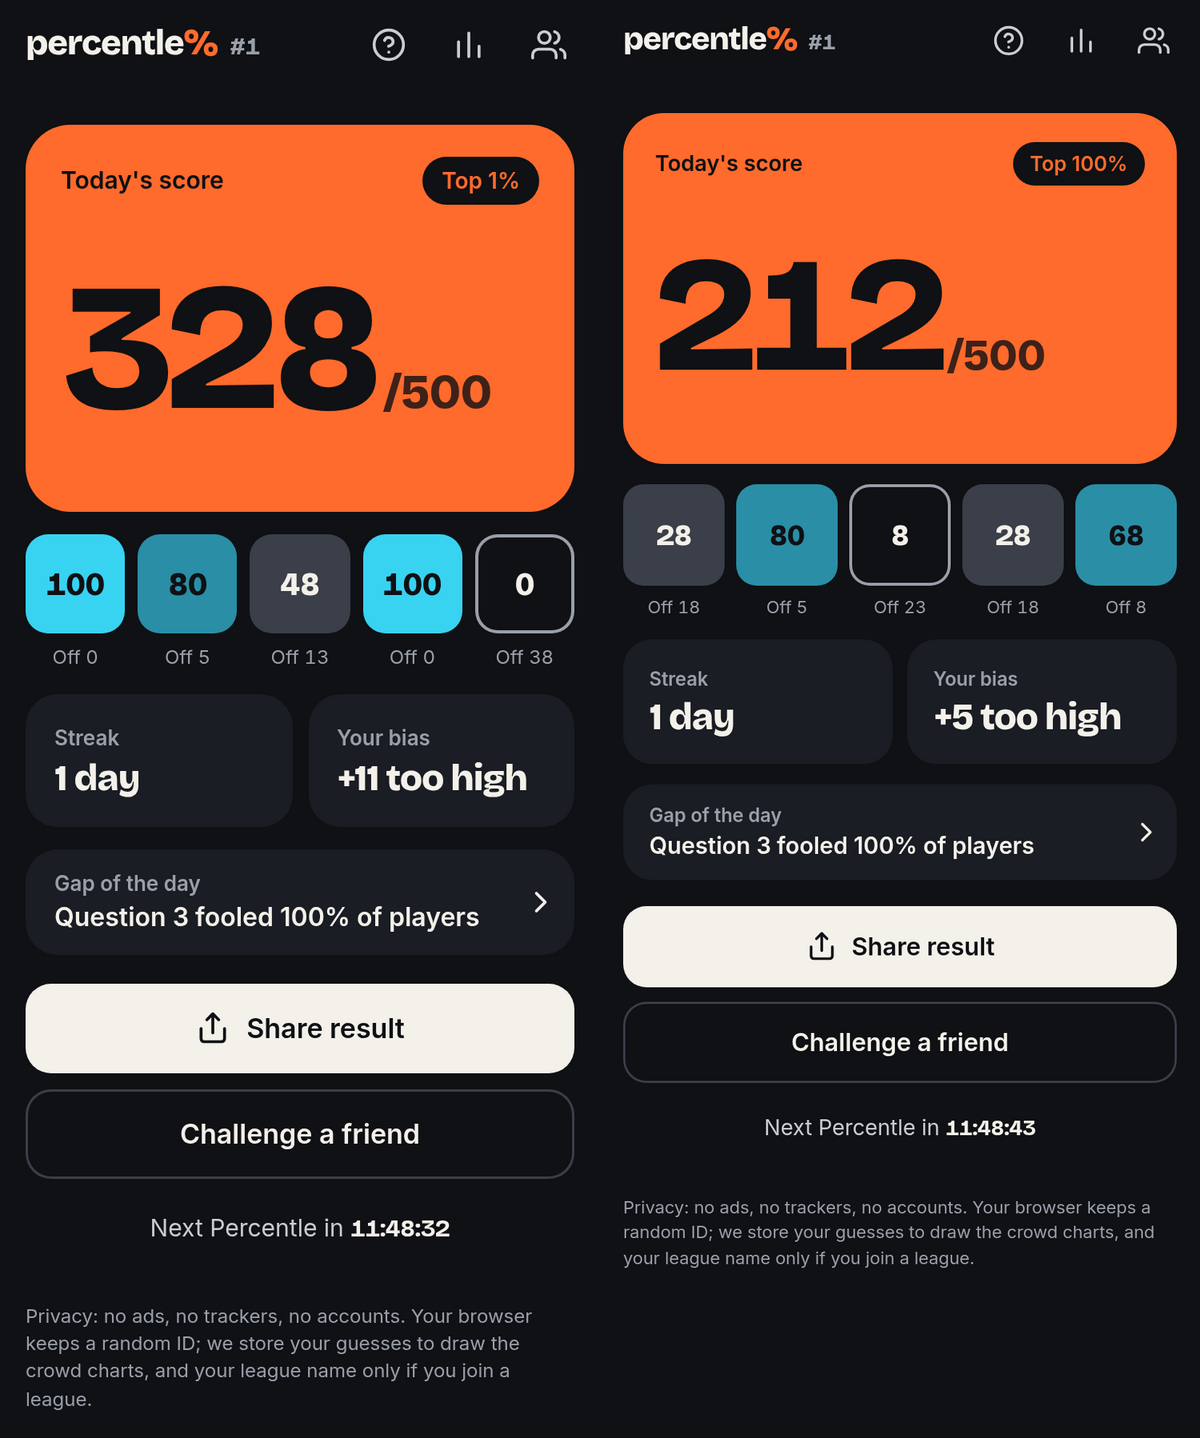 percentle% #1
Today's score
Top 1%
328/500
100 80 48 100 0
Off 0 Off 5 Off 13 Off 0 Off 38
Streak
1 day
Your bias
+11 too high
Gap of the day
Question 3 fooled 100% of players
Share result
Challenge a friend
Next Percentle in 11:48:32
Privacy: no ads, no trackers, no accounts. Your browser
keeps a random ID; we store your guesses to draw the
crowd charts, and your league name only if you join a
league.
percentle% #1
Today's score
Top 100%
212/500
28 80 8 28 68
Off 18 Off 5 Off 23 Off 18 Off 8
Streak
1 day
Your bias
+5 too high
Gap of the day
Question 3 fooled 100% of players
Share result
Challenge a friend
Next Percentle in 11:48:43
Privacy: no ads, no trackers, no accounts. Your browser keeps a
random ID; we store your guesses to draw the crowd charts, and
your league name only if you join a league.